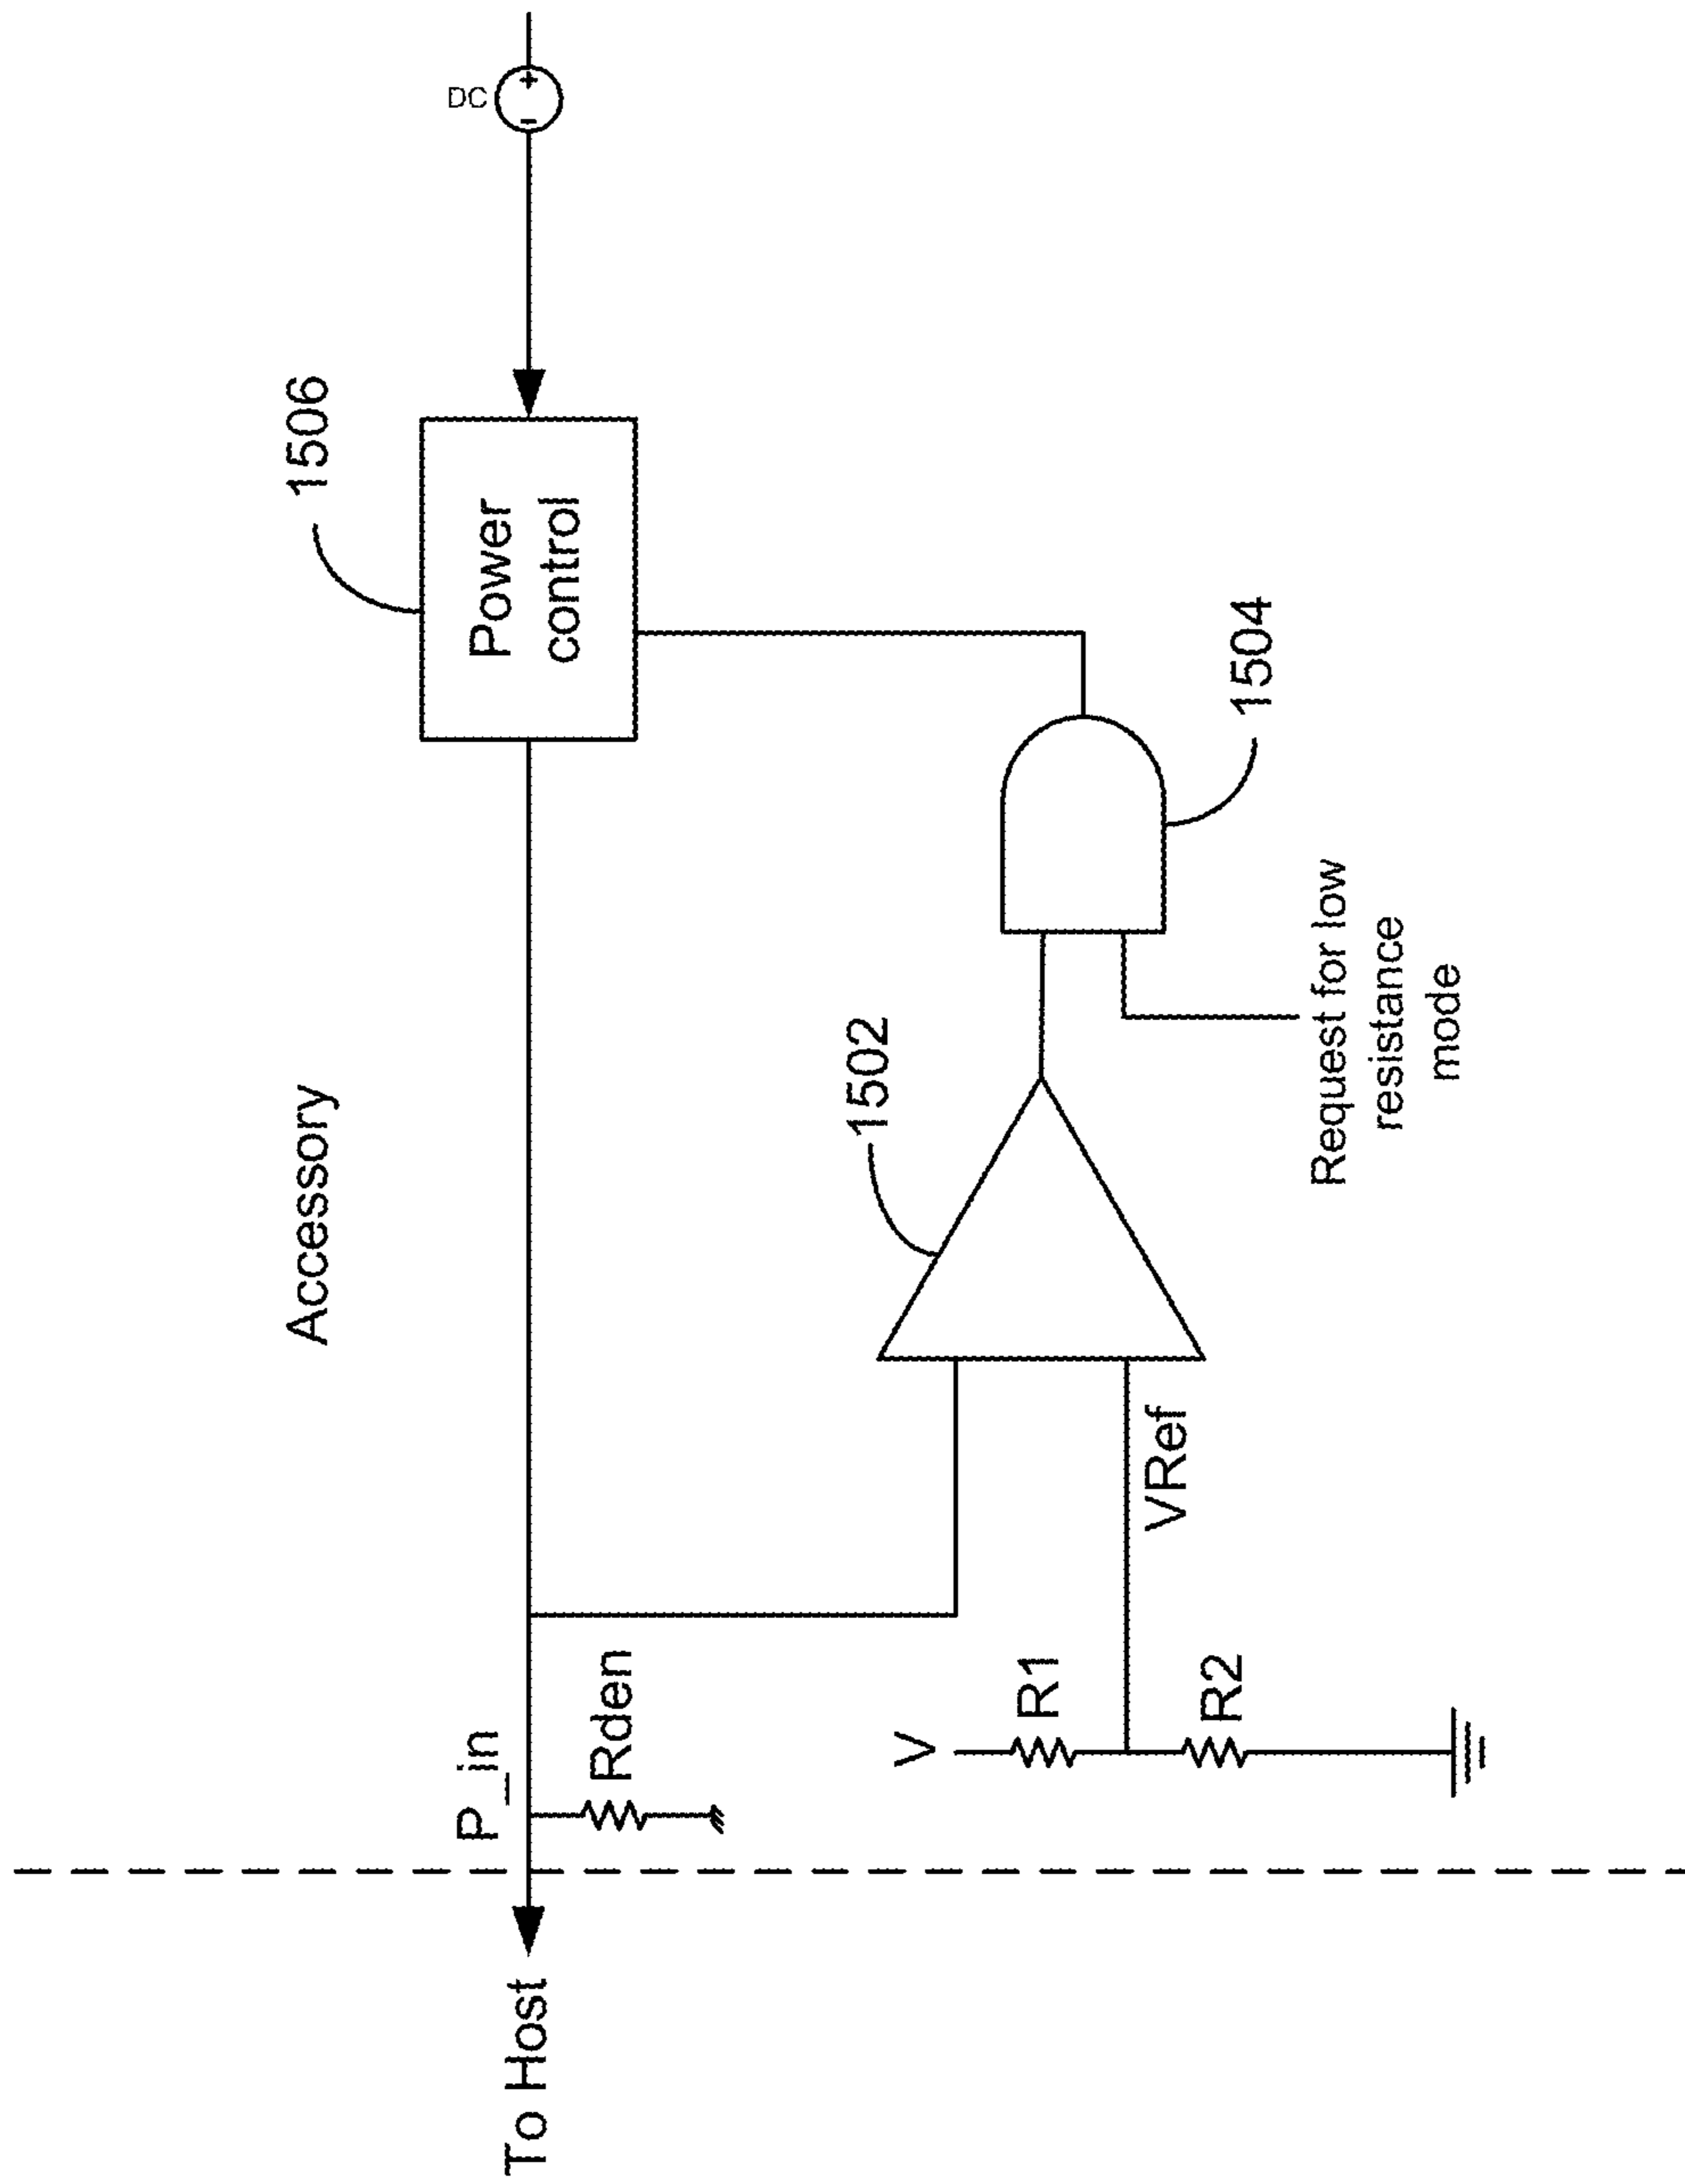 Accessory
1506
Power
control
DC
+
-
To Host
P_in
Rden
1502
V
R1
VRef
R2
1504
Request for low
resistance
mode